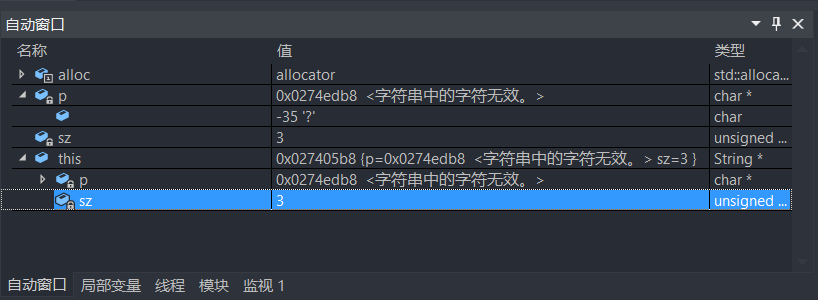 自动窗口
名称 值 类型
alloc allocator std::alloca...
p 0x0274edb8 <字符串中的字符无效。> char *
-35 '?' char
sz 3 unsigned ...
this 0x027405b8 {p=0x0274edb8 <字符串中的字符无效。> sz=3 } String *
p 0x0274edb8 <字符串中的字符无效。> char *
sz 3 unsigned ...
自动窗口 局部变量 线程 模块 监视 1